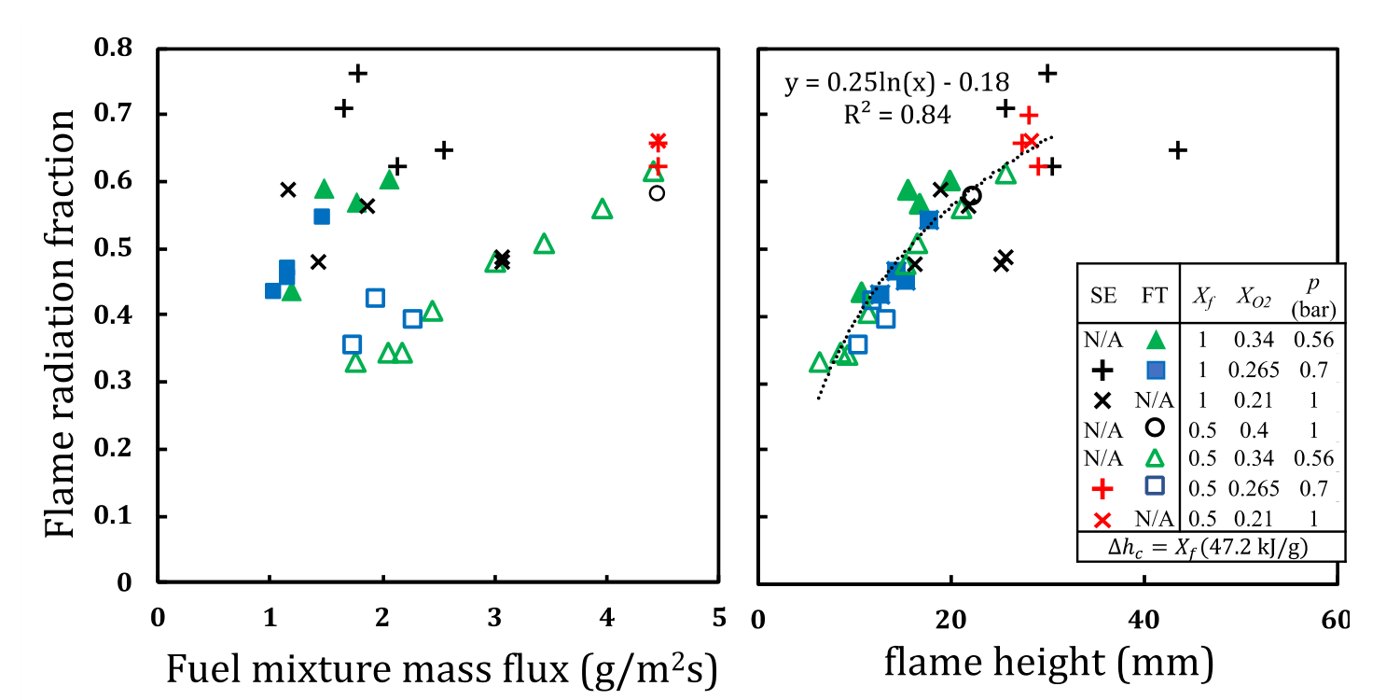 Flame radiation fraction
0.8
0.7
0.6
0.5
0.4
0.3
0.2
0.1
0
0 1 2 3 4 5
Fuel mixture mass flux (g/m²s)
y = 0.25ln(x) - 0.18
R² = 0.84
SE FT X_f X_O2 p (bar)
N/A 1 0.34 0.56
1 0.265 0.7
N/A 1 0.21 1
N/A 0.5 0.4 1
N/A 0.5 0.34 0.56
0.5 0.265 0.7
N/A 0.5 0.21 1
Δh_c = X_f (47.2 kJ/g)
0 20 40 60
flame height (mm)